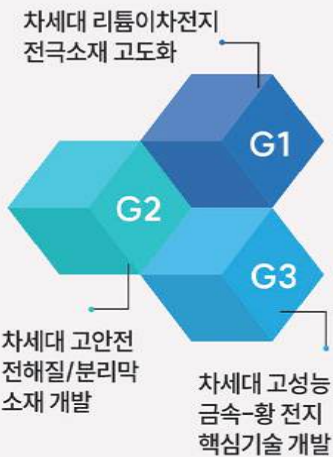 차세대 리튬이차전지
전극소재 고도화
G1
G2
G3
차세대 고안전
전해질/분리막
소재 개발
차세대 고성능
금속-황 전지
핵심기술 개발